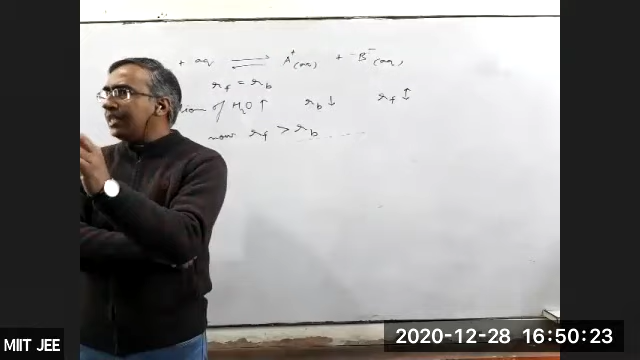 + aq ⇌ A⁺(aq) + B⁻(aq)
r_f = r_b
ion of H₂O ↑ r_b ↓ r_f ↕
now r_f > r_b
MIIT JEE
2020-12-28 16:50:23